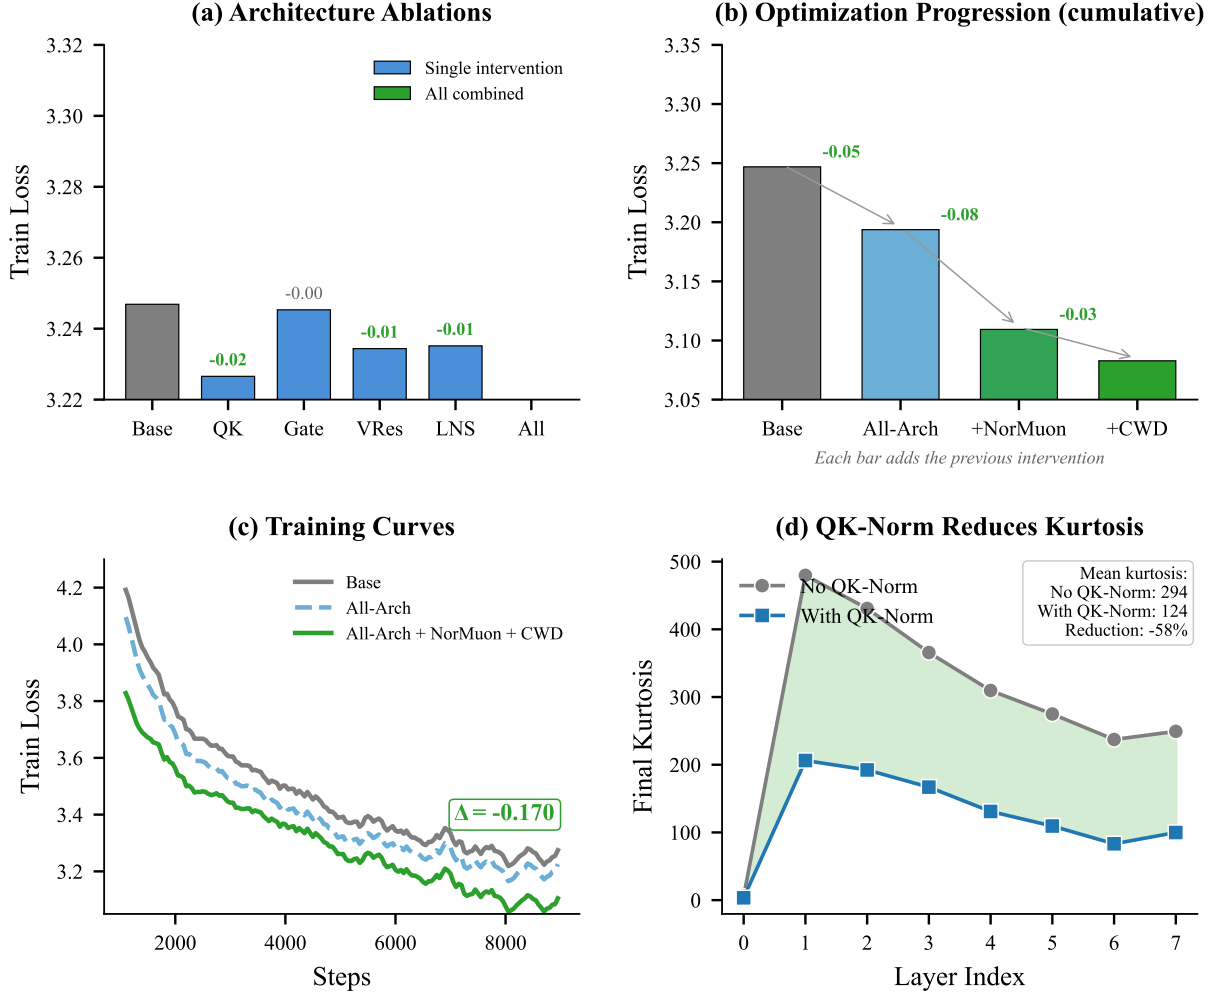 (a) Architecture Ablations
Train Loss
3.32
3.30
3.28
3.26
3.24
3.22
Single intervention
All combined
-0.02
-0.00
-0.01
-0.01
Base
QK
Gate
VRes
LNS
All
(b) Optimization Progression (cumulative)
Train Loss
3.35
3.30
3.25
3.20
3.15
3.10
3.05
-0.05
-0.08
-0.03
Base
All-Arch
+NorMuon
+CWD
Each bar adds the previous intervention
(c) Training Curves
Train Loss
4.2
4.0
3.8
3.6
3.4
3.2
Base
All-Arch
All-Arch + NorMuon + CWD
Δ = -0.170
2000
4000
6000
8000
Steps
(d) QK-Norm Reduces Kurtosis
Final Kurtosis
500
400
300
200
100
0
No QK-Norm
With QK-Norm
Mean kurtosis:
No QK-Norm: 294
With QK-Norm: 124
Reduction: -58%
0
1
2
3
4
5
6
7
Layer Index